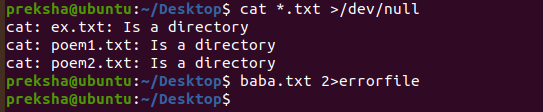 preksha@ubuntu:~/Desktop$ cat *.txt >/dev/null
cat: ex.txt: Is a directory
cat: poem1.txt: Is a directory
cat: poem2.txt: Is a directory
preksha@ubuntu:~/Desktop$ baba.txt 2>errorfile
preksha@ubuntu:~/Desktop$